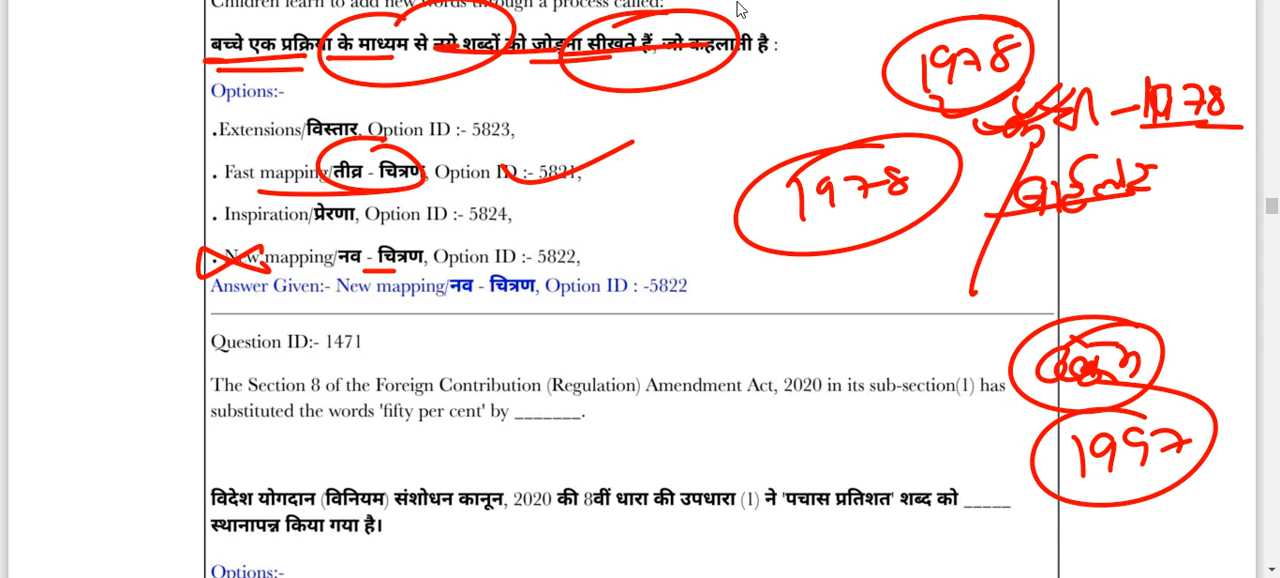 Children learn to add new words through a process called:
बच्चे एक प्रक्रिया के माध्यम से नये शब्दों को जोड़ना सीखते हैं, जो कहलाती है :
Options:-
.Extensions/विस्तार, Option ID :- 5823,
. Fast mapping/तीव्र - चित्रण, Option ID :- 5821,
. Inspiration/प्रेरणा, Option ID :- 5824,
. New mapping/नव - चित्रण, Option ID :- 5822,
Answer Given:- New mapping/नव - चित्रण, Option ID : -5822
1978
1978
1978
Question ID:- 1471
The Section 8 of the Foreign Contribution (Regulation) Amendment Act, 2020 in its sub-section(1) has
substituted the words 'fifty per cent' by _______.
1997
विदेश योगदान (विनियम) संशोधन कानून, 2020 की 8वीं धारा की उपधारा (1) ने 'पचास प्रतिशत' शब्द को _____
स्थानापन्न किया गया है।
Options:-